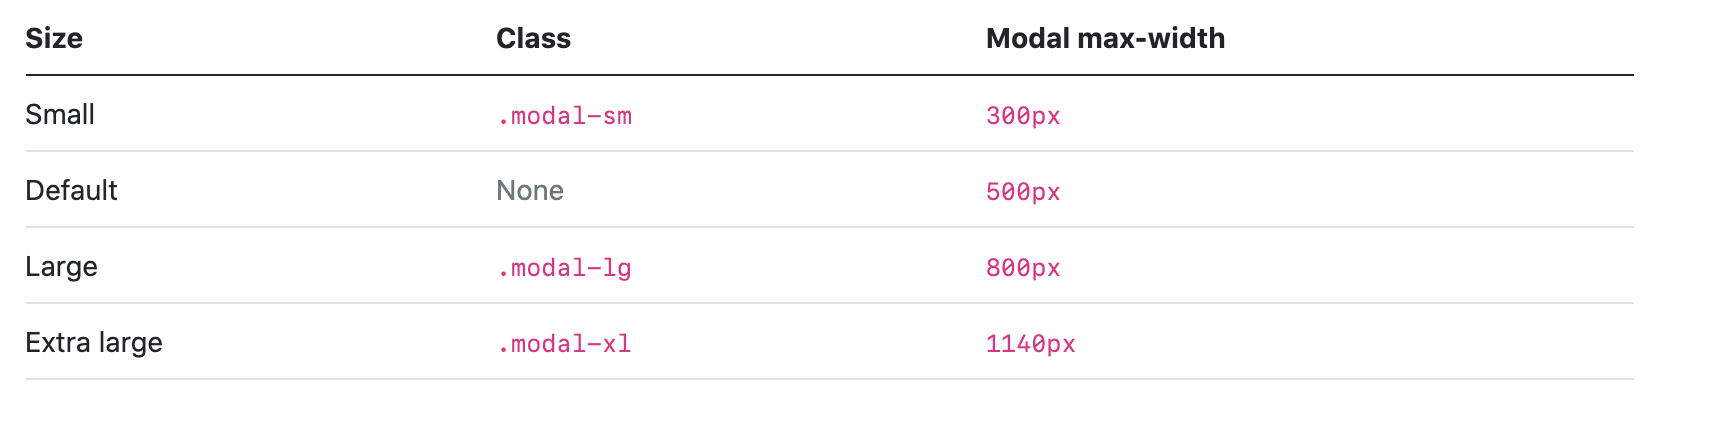 Size Class Modal max-width
Small .modal-sm 300px
Default None 500px
Large .modal-lg 800px
Extra large .modal-xl 1140px